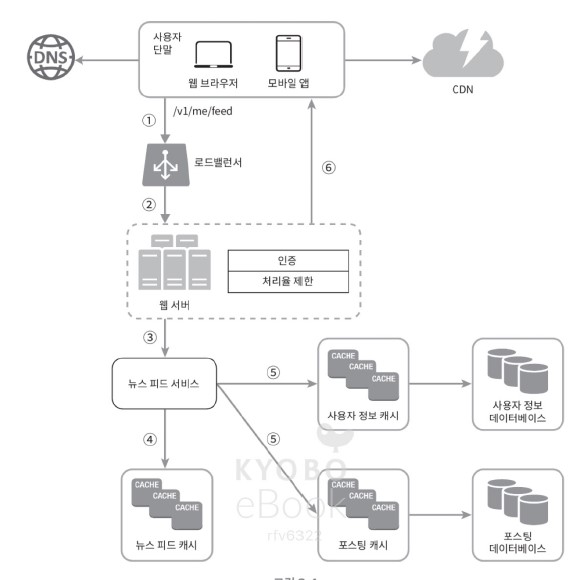 사용자
단말
DNS
웹 브라우저
모바일 앱
CDN
①
/v1/me/feed
로드밸런서
⑥
②
인증
처리율 제한
웹 서버
③
뉴스 피드 서비스
⑤
CACHE
CACHE
CACHE
사용자 정보 캐시
사용자 정보
데이터베이스
④
⑤
CACHE
CACHE
CACHE
뉴스 피드 캐시
KYOBO
eBook
rfv6322
CACHE
CACHE
CACHE
포스팅 캐시
포스팅
데이터베이스